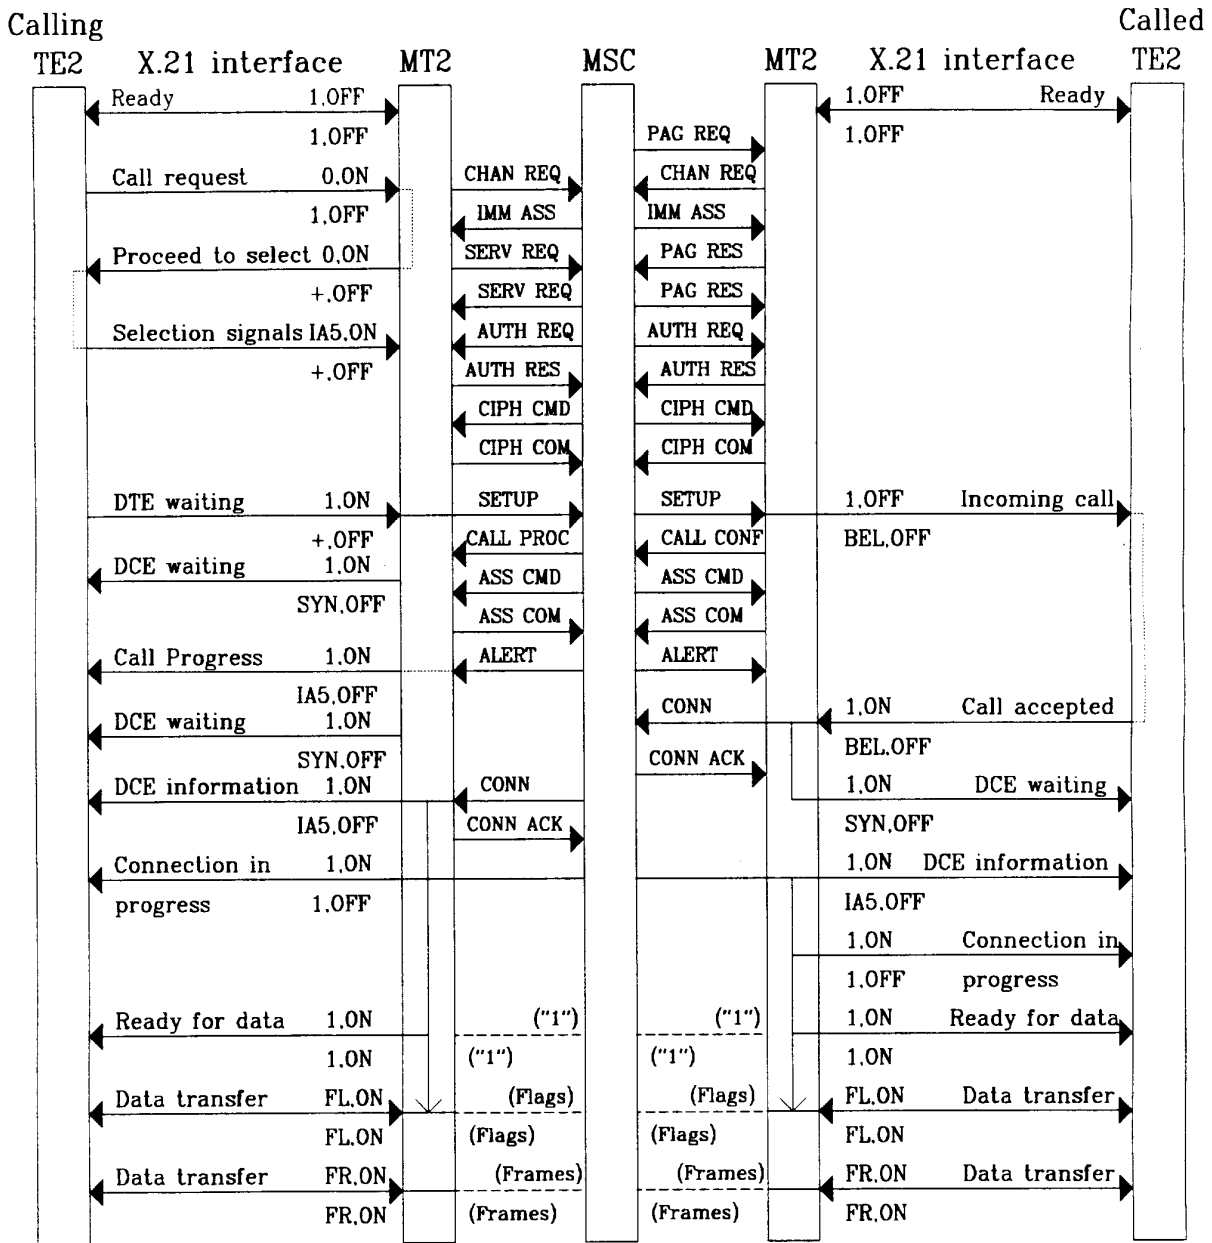 Calling Called
TE2 X.21 interface MT2 MSC MT2 X.21 interface TE2
Ready 1,OFF 1,OFF Ready
1,OFF PAG REQ 1,OFF
Call request 0,ON CHAN REQ CHAN REQ
1,OFF IMM ASS IMM ASS
Proceed to select 0,ON SERV REQ PAG RES
+,OFF SERV REQ PAG RES
Selection signals IA5,ON AUTH REQ AUTH REQ
+,OFF AUTH RES AUTH RES
CIPH CMD CIPH CMD
CIPH COM CIPH COM
DTE waiting 1,ON SETUP SETUP 1,OFF Incoming call
+,OFF CALL PROC CALL CONF BEL,OFF
DCE waiting 1,ON ASS CMD ASS CMD
SYN,OFF ASS COM ASS COM
Call Progress 1,ON ALERT ALERT
IA5,OFF
DCE waiting 1,ON CONN 1,ON Call accepted
SYN,OFF CONN ACK BEL,OFF
DCE information 1,ON CONN 1,ON DCE waiting
IA5,OFF CONN ACK SYN,OFF
Connection in 1,ON 1,ON DCE information
progress 1,OFF IA5,OFF
1,ON Connection in
1,OFF progress
Ready for data 1,ON ("1") ("1") 1,ON Ready for data
1,ON ("1") ("1") 1,ON
Data transfer FL,ON (Flags) (Flags) FL,ON Data transfer
FL,ON (Flags) (Flags) FL,ON
Data transfer FR,ON (Frames) (Frames) FR,ON Data transfer
FR,ON (Frames) (Frames) FR,ON